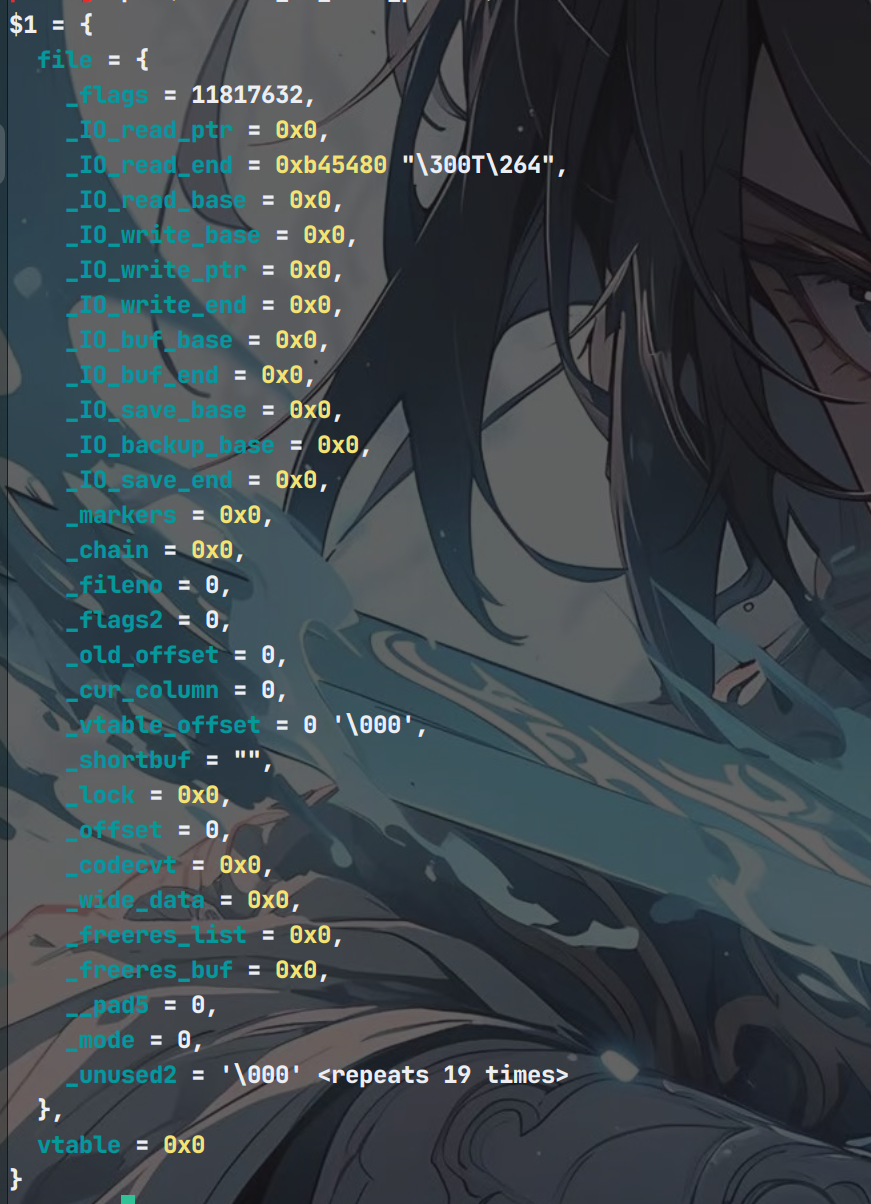 $1 = {
  file = {
    _flags = 11817632,
    _IO_read_ptr = 0x0,
    _IO_read_end = 0xb45480 "\300T\264",
    _IO_read_base = 0x0,
    _IO_write_base = 0x0,
    _IO_write_ptr = 0x0,
    _IO_write_end = 0x0,
    _IO_buf_base = 0x0,
    _IO_buf_end = 0x0,
    _IO_save_base = 0x0,
    _IO_backup_base = 0x0,
    _IO_save_end = 0x0,
    _markers = 0x0,
    _chain = 0x0,
    _fileno = 0,
    _flags2 = 0,
    _old_offset = 0,
    _cur_column = 0,
    _vtable_offset = 0 '\000',
    _shortbuf = "",
    _lock = 0x0,
    _offset = 0,
    _codecvt = 0x0,
    _wide_data = 0x0,
    _freeres_list = 0x0,
    _freeres_buf = 0x0,
    __pad5 = 0,
    _mode = 0,
    _unused2 = '\000' <repeats 19 times>
  },
  vtable = 0x0
}